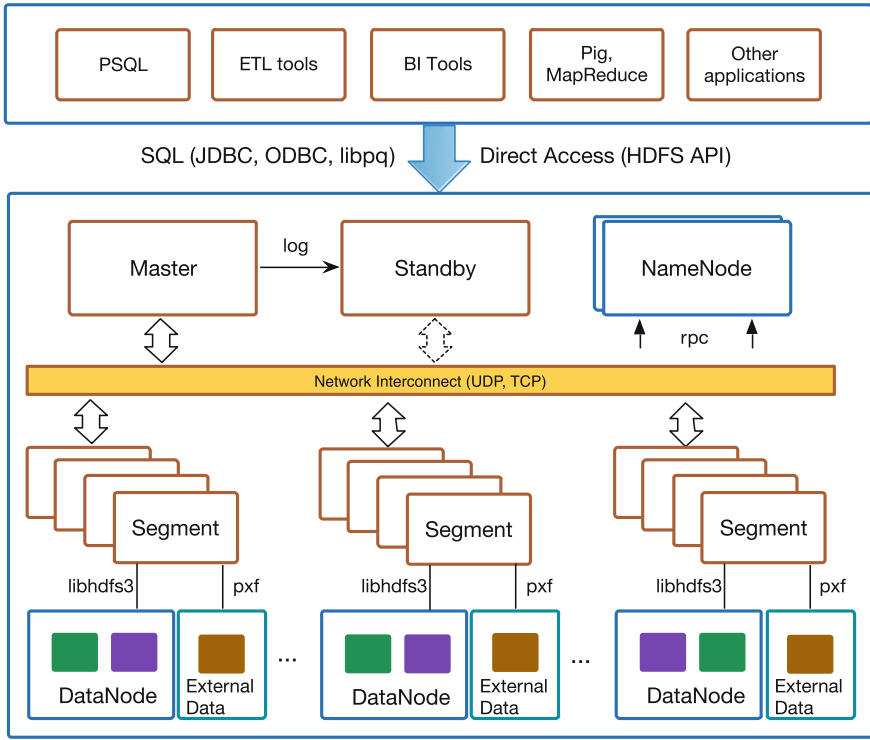 PSQL
ETL tools
BI Tools
Pig,
MapReduce
Other
applications
SQL (JDBC, ODBC, libpq)
Direct Access (HDFS API)
Master
log
Standby
NameNode
rpc
Network Interconnect (UDP, TCP)
Segment
Segment
Segment
libhdfs3
pxf
libhdfs3
pxf
libhdfs3
pxf
DataNode
External
Data
...
DataNode
External
Data
...
DataNode
External
Data